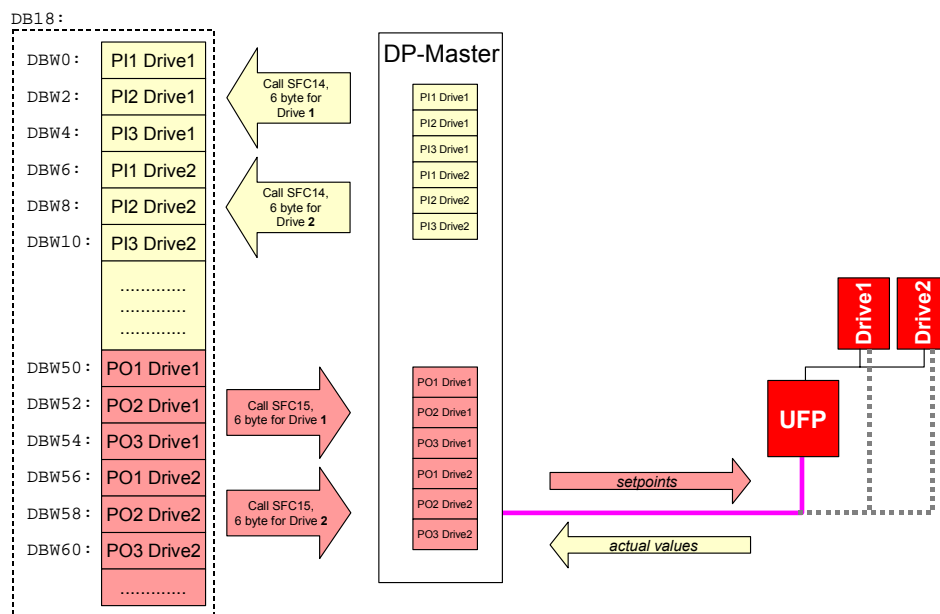 DB18:
DBW0:
PI1 Drive1
DBW2:
PI2 Drive1
DBW4:
PI3 Drive1
DBW6:
PI1 Drive2
DBW8:
PI2 Drive2
DBW10:
PI3 Drive2
.............
.............
.............
DBW50:
PO1 Drive1
DBW52:
PO2 Drive1
DBW54:
PO3 Drive1
DBW56:
PO1 Drive2
DBW58:
PO2 Drive2
DBW60:
PO3 Drive2
.............
Call SFC14,
6 byte for
Drive 1
Call SFC14,
6 byte for
Drive 2
Call SFC15,
6 byte for Drive 1
Call SFC15,
6 byte for Drive 2
DP-Master
PI1 Drive1
PI2 Drive1
PI3 Drive1
PI1 Drive2
PI2 Drive2
PI3 Drive2
PO1 Drive1
PO2 Drive1
PO3 Drive1
PO1 Drive2
PO2 Drive2
PO3 Drive2
setpoints
actual values
Drive1
Drive2
UFP